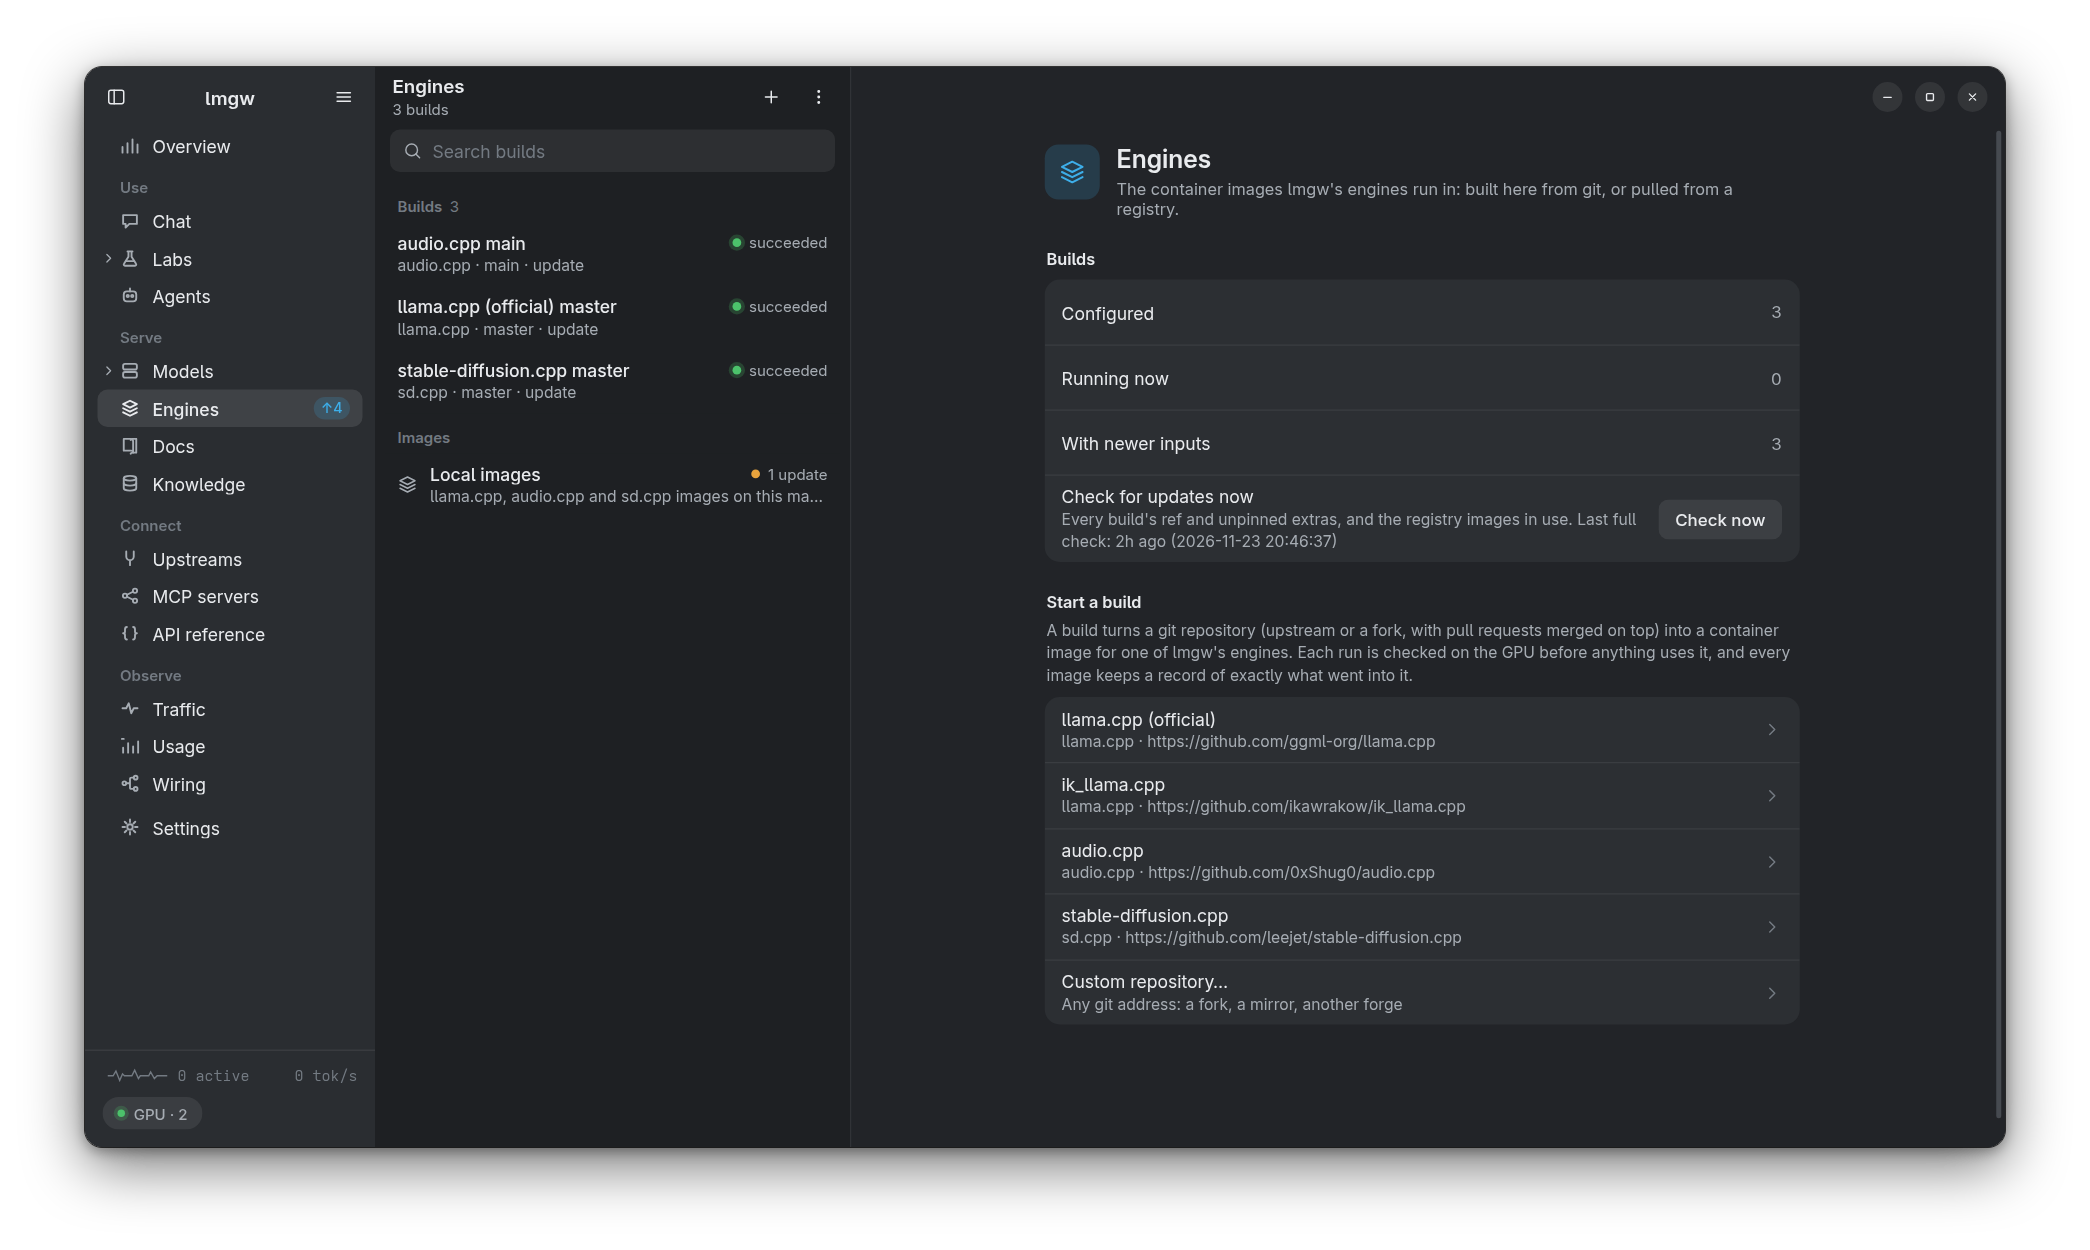 lmgw
Overview
Use
Chat
Labs
Agents
Serve
Models
Engines
↑4
Docs
Knowledge
Connect
Upstreams
MCP servers
API reference
Observe
Traffic
Usage
Wiring
Settings
0 active
0 tok/s
GPU · 2
Engines
3 builds
Search builds
Builds 3
audio.cpp main
succeeded
audio.cpp · main · update
llama.cpp (official) master
succeeded
llama.cpp · master · update
stable-diffusion.cpp master
succeeded
sd.cpp · master · update
Images
Local images
1 update
llama.cpp, audio.cpp and sd.cpp images on this ma...
Engines
The container images lmgw's engines run in: built here from git, or pulled from a
registry.
Builds
Configured
3
Running now
0
With newer inputs
3
Check for updates now
Every build's ref and unpinned extras, and the registry images in use. Last full
check: 2h ago (2026-11-23 20:46:37)
Check now
Start a build
A build turns a git repository (upstream or a fork, with pull requests merged on top) into a container
image for one of lmgw's engines. Each run is checked on the GPU before anything uses it, and every
image keeps a record of exactly what went into it.
llama.cpp (official)
llama.cpp · https://github.com/ggml-org/llama.cpp
ik_llama.cpp
llama.cpp · https://github.com/ikawrakow/ik_llama.cpp
audio.cpp
audio.cpp · https://github.com/0xShug0/audio.cpp
stable-diffusion.cpp
sd.cpp · https://github.com/leejet/stable-diffusion.cpp
Custom repository...
Any git address: a fork, a mirror, another forge